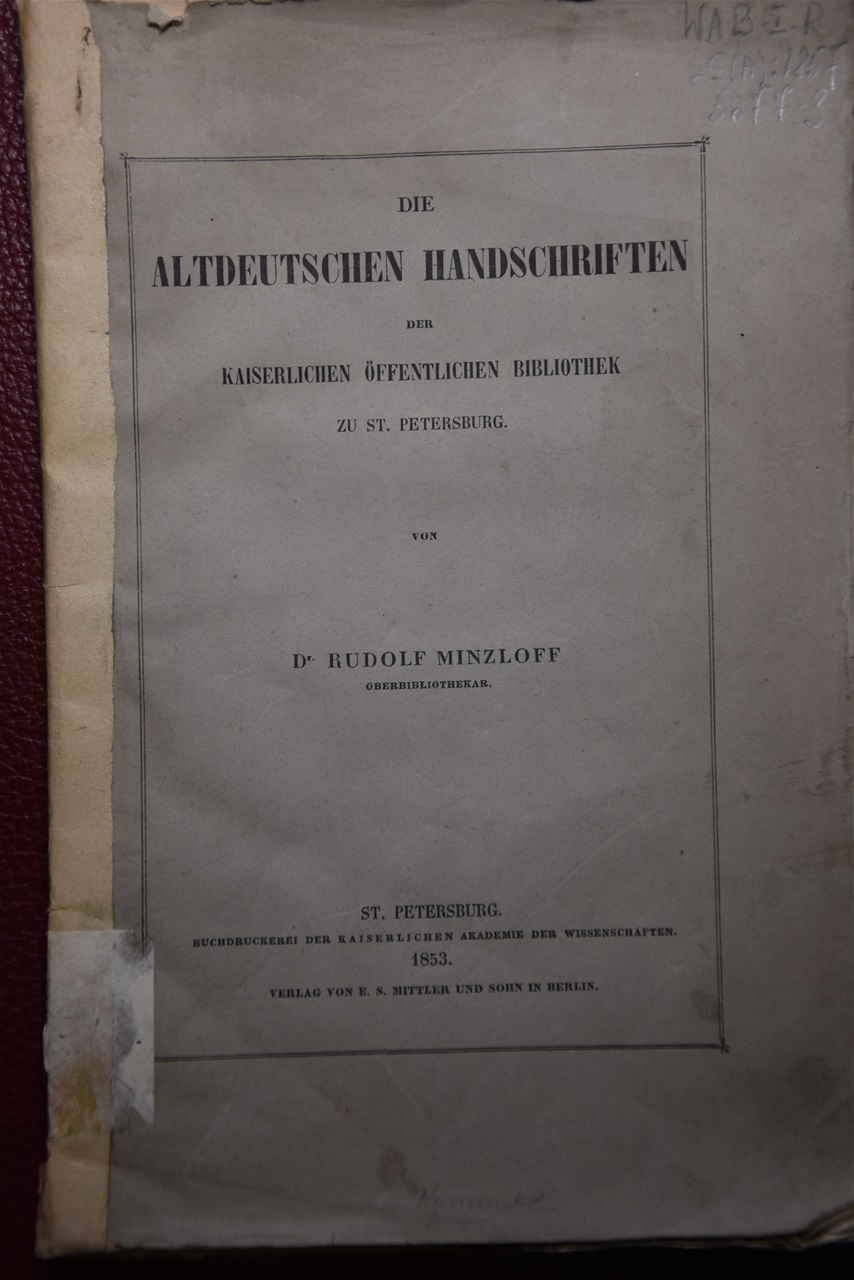 WAB-I.R
DIE
ALTDEUTSCHEN HANDSCHRIFTEN
DER
KAISERLICHEN ÖFFENTLICHEN BIBLIOTHEK
ZU ST. PETERSBURG.
VON
Dr. RUDOLF MINZLOFF
OBERBIBLIOTHEKAR.
ST. PETERSBURG.
BUCHDRUCKEREI DER KAISERLICHEN AKADEMIE DER WISSENSCHAFTEN.
1853.
VERLAG VON E. S. MITTLER UND SOHN IN BERLIN.